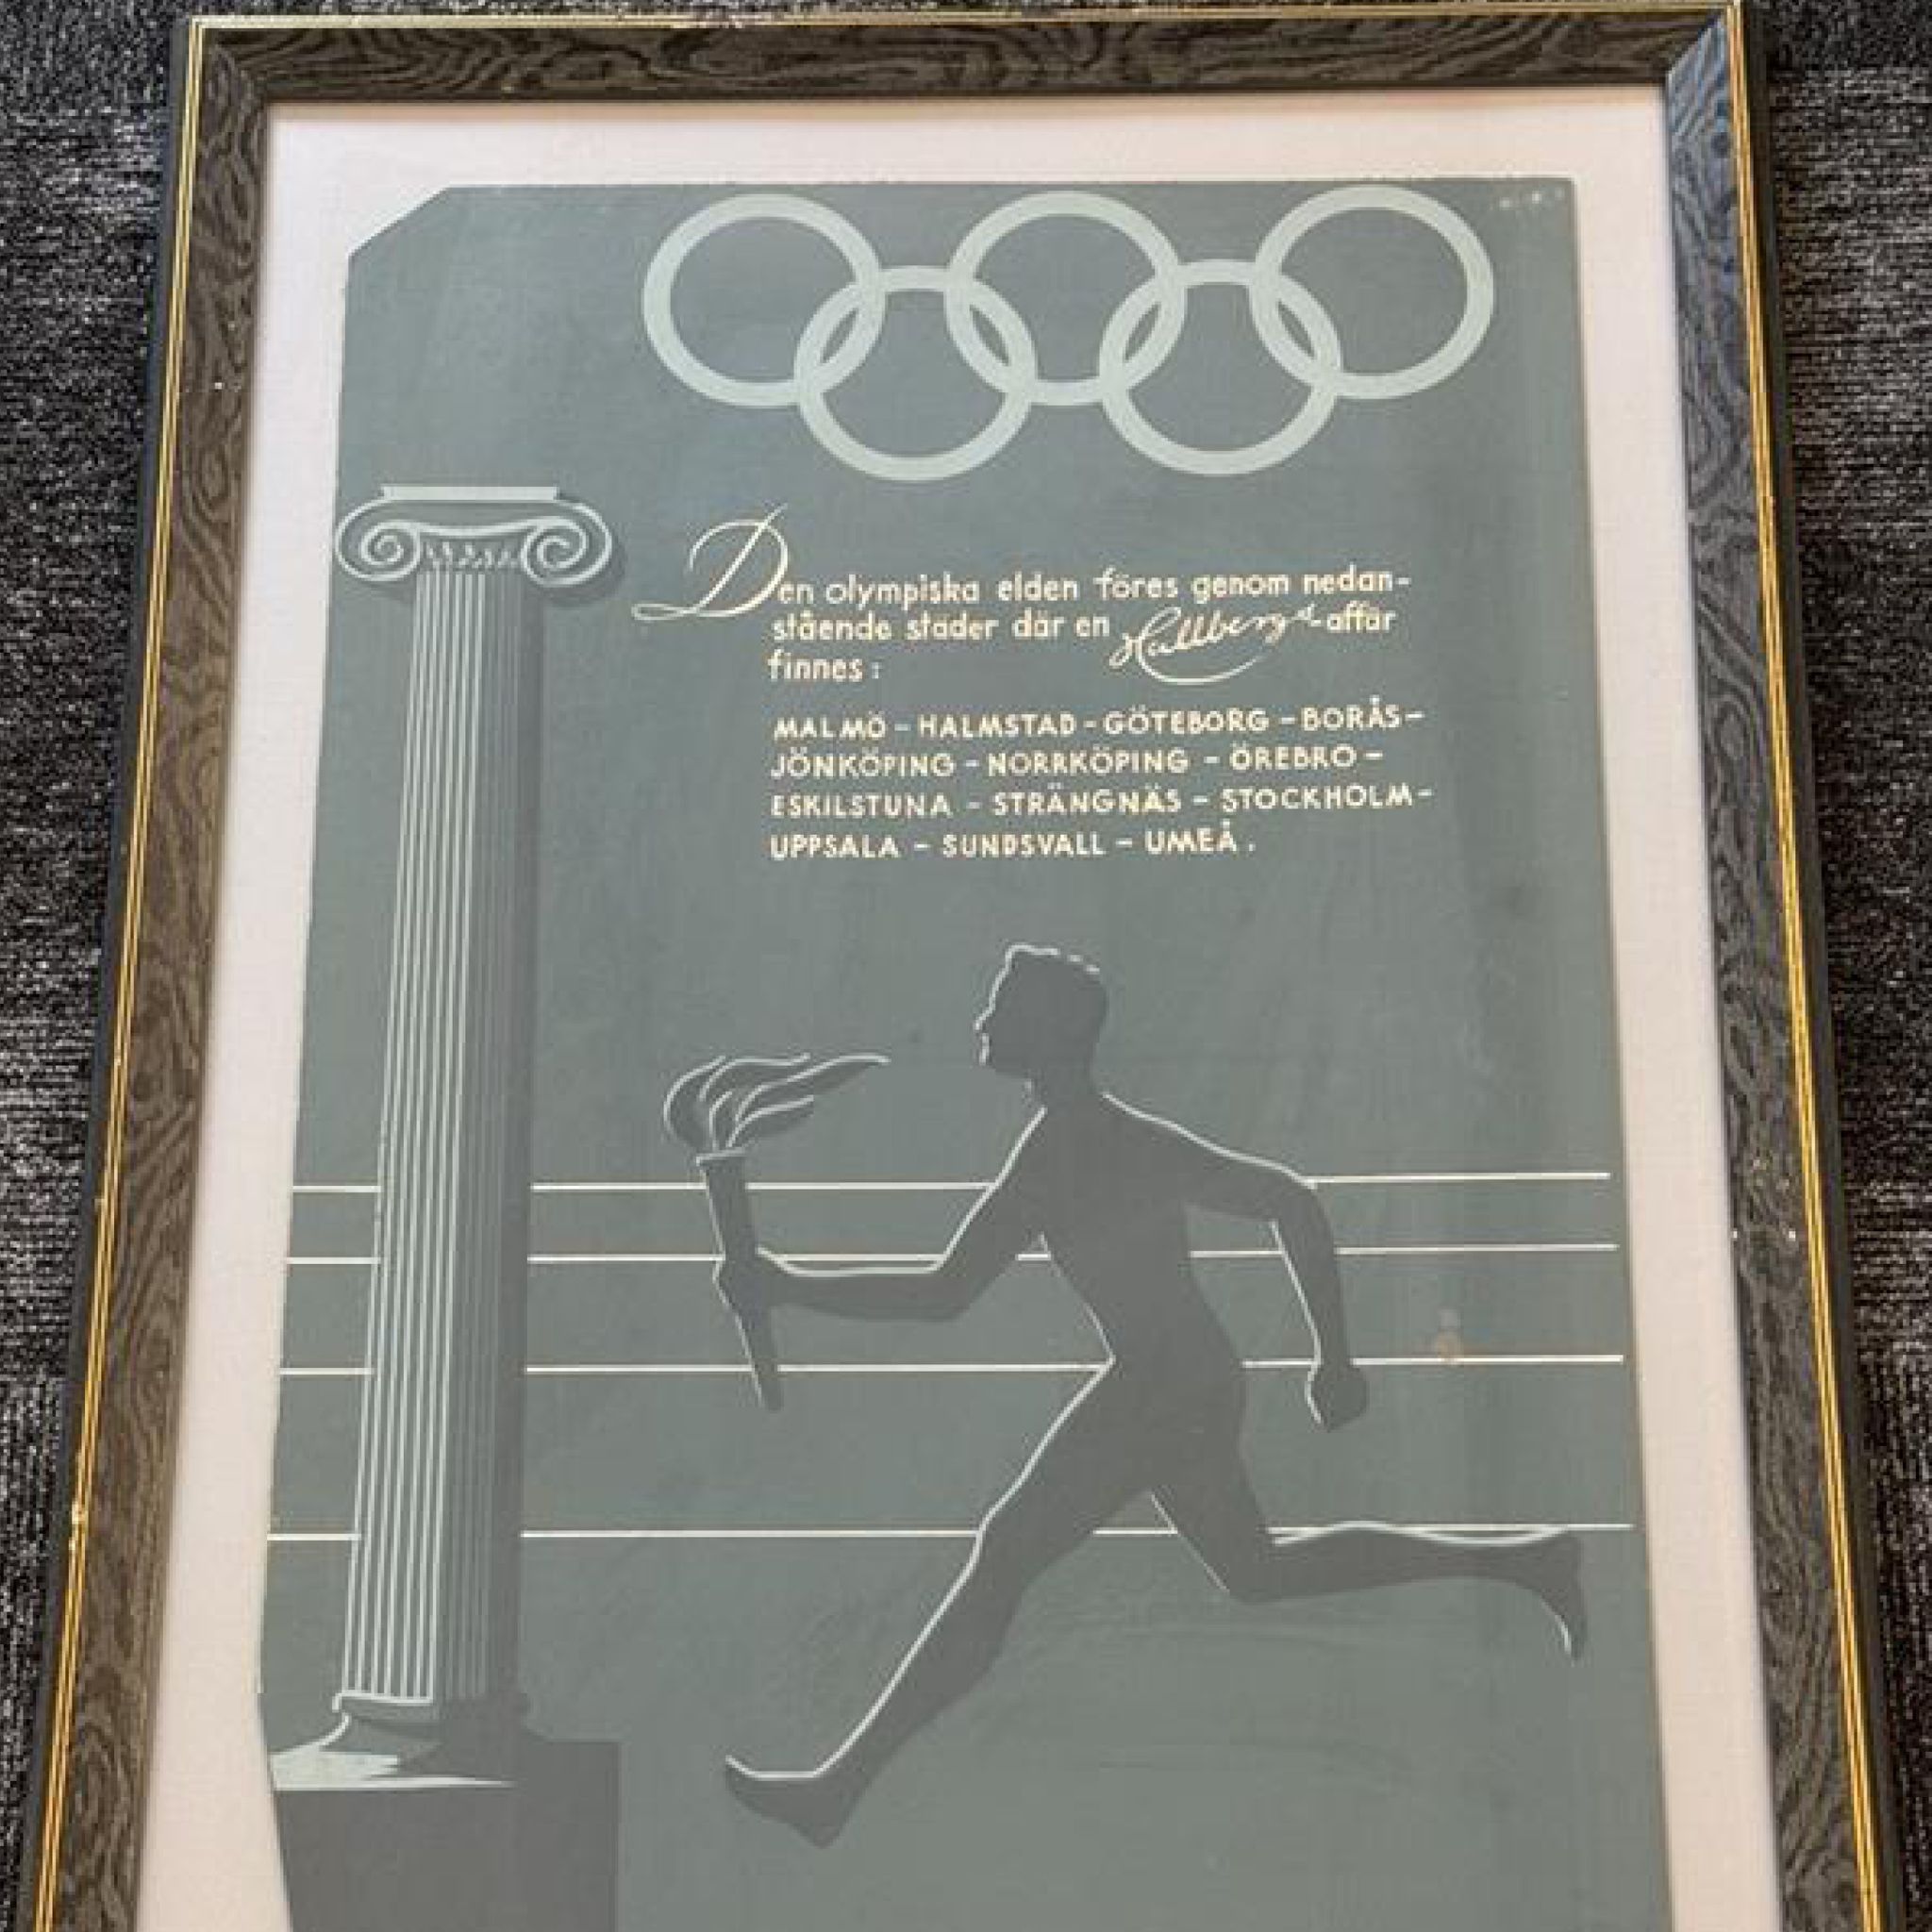 Den olympiska elden föres genom nedan-
stående städer där en Hallbergs-affär
finnes:
MALMÖ - HALMSTAD - GÖTEBORG - BORÅS -
JÖNKÖPING - NORRKÖPING - ÖREBRO -
ESKILSTUNA - STRÄNGNÄS - STOCKHOLM -
UPPSALA - SUNDSVALL - UMEÅ.